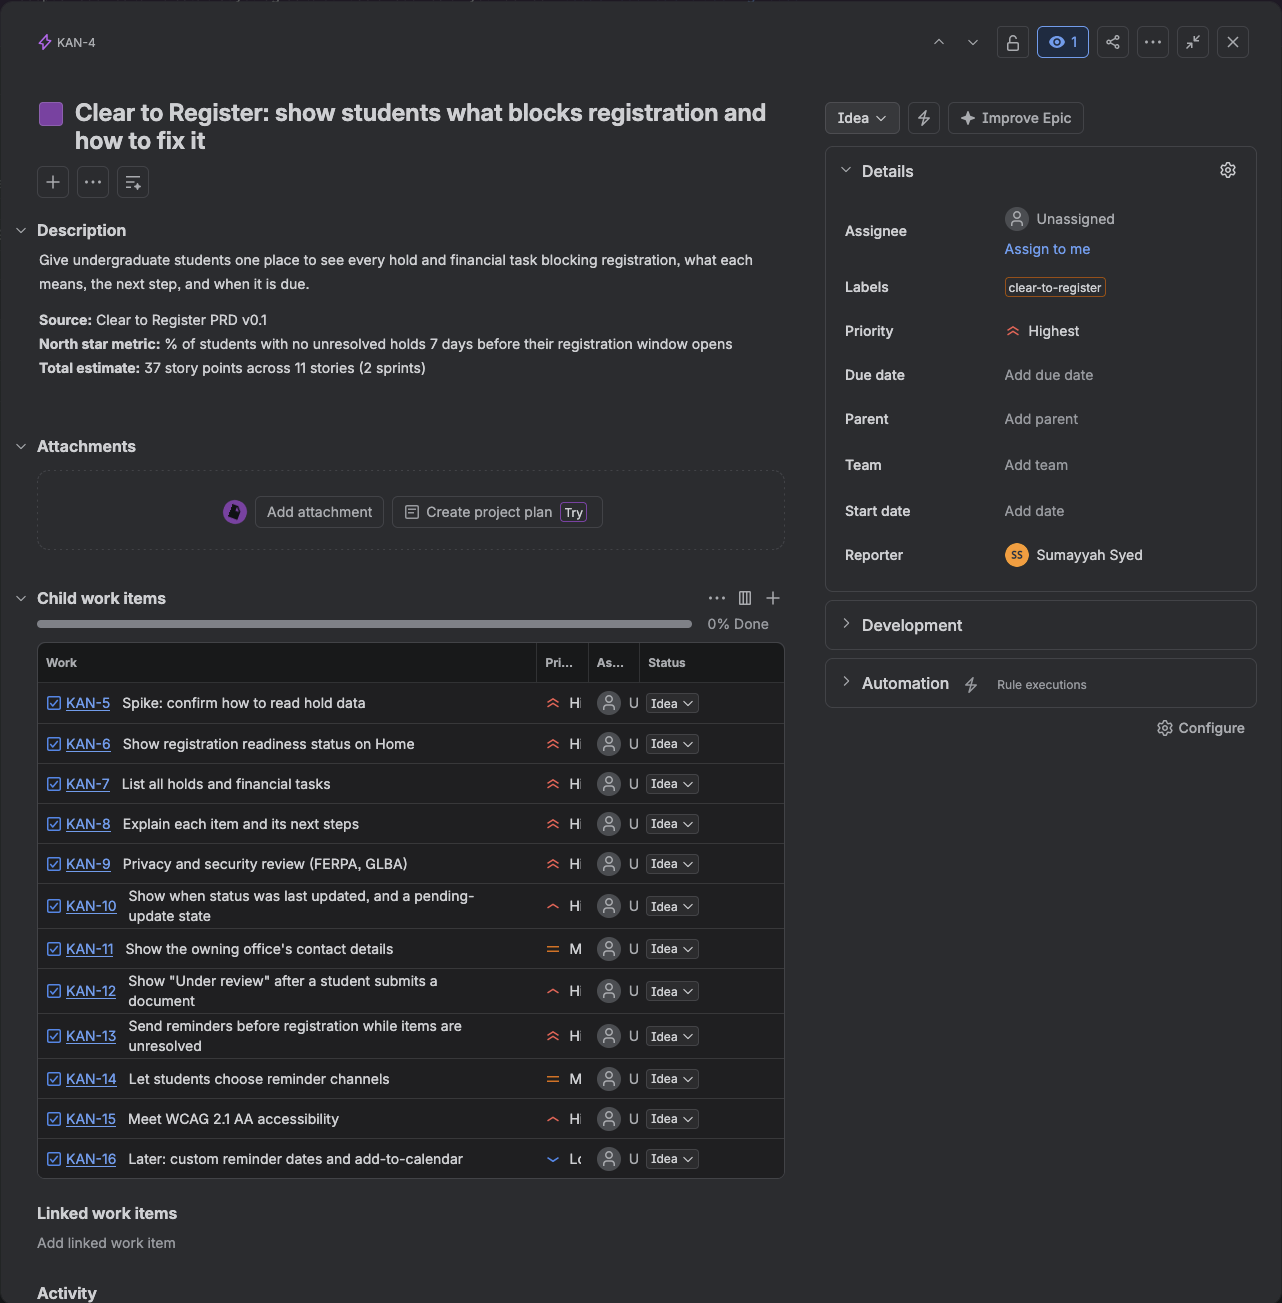 KAN-4
1
Clear to Register: show students what blocks registration and
how to fix it
Idea
Improve Epic
Description
Give undergraduate students one place to see every hold and financial task blocking registration, what each
means, the next step, and when it is due.
Source: Clear to Register PRD v0.1
North star metric: % of students with no unresolved holds 7 days before their registration window opens
Total estimate: 37 story points across 11 stories (2 sprints)
Attachments
Add attachment
Create project plan Try
Child work items
0% Done
Work Pri... As... Status
KAN-5 Spike: confirm how to read hold data Hi U Idea
KAN-6 Show registration readiness status on Home Hi U Idea
KAN-7 List all holds and financial tasks Hi U Idea
KAN-8 Explain each item and its next steps Hi U Idea
KAN-9 Privacy and security review (FERPA, GLBA) Hi U Idea
KAN-10 Show when status was last updated, and a pending-
update state Hi U Idea
KAN-11 Show the owning office's contact details M U Idea
KAN-12 Show "Under review" after a student submits a
document Hi U Idea
KAN-13 Send reminders before registration while items are
unresolved Hi U Idea
KAN-14 Let students choose reminder channels M U Idea
KAN-15 Meet WCAG 2.1 AA accessibility Hi U Idea
KAN-16 Later: custom reminder dates and add-to-calendar Lo U Idea
Linked work items
Add linked work item
Activity
Details
Assignee Unassigned
Assign to me
Labels clear-to-register
Priority Highest
Due date Add due date
Parent Add parent
Team Add team
Start date Add date
Reporter SS Sumayyah Syed
Development
Automation Rule executions
Configure